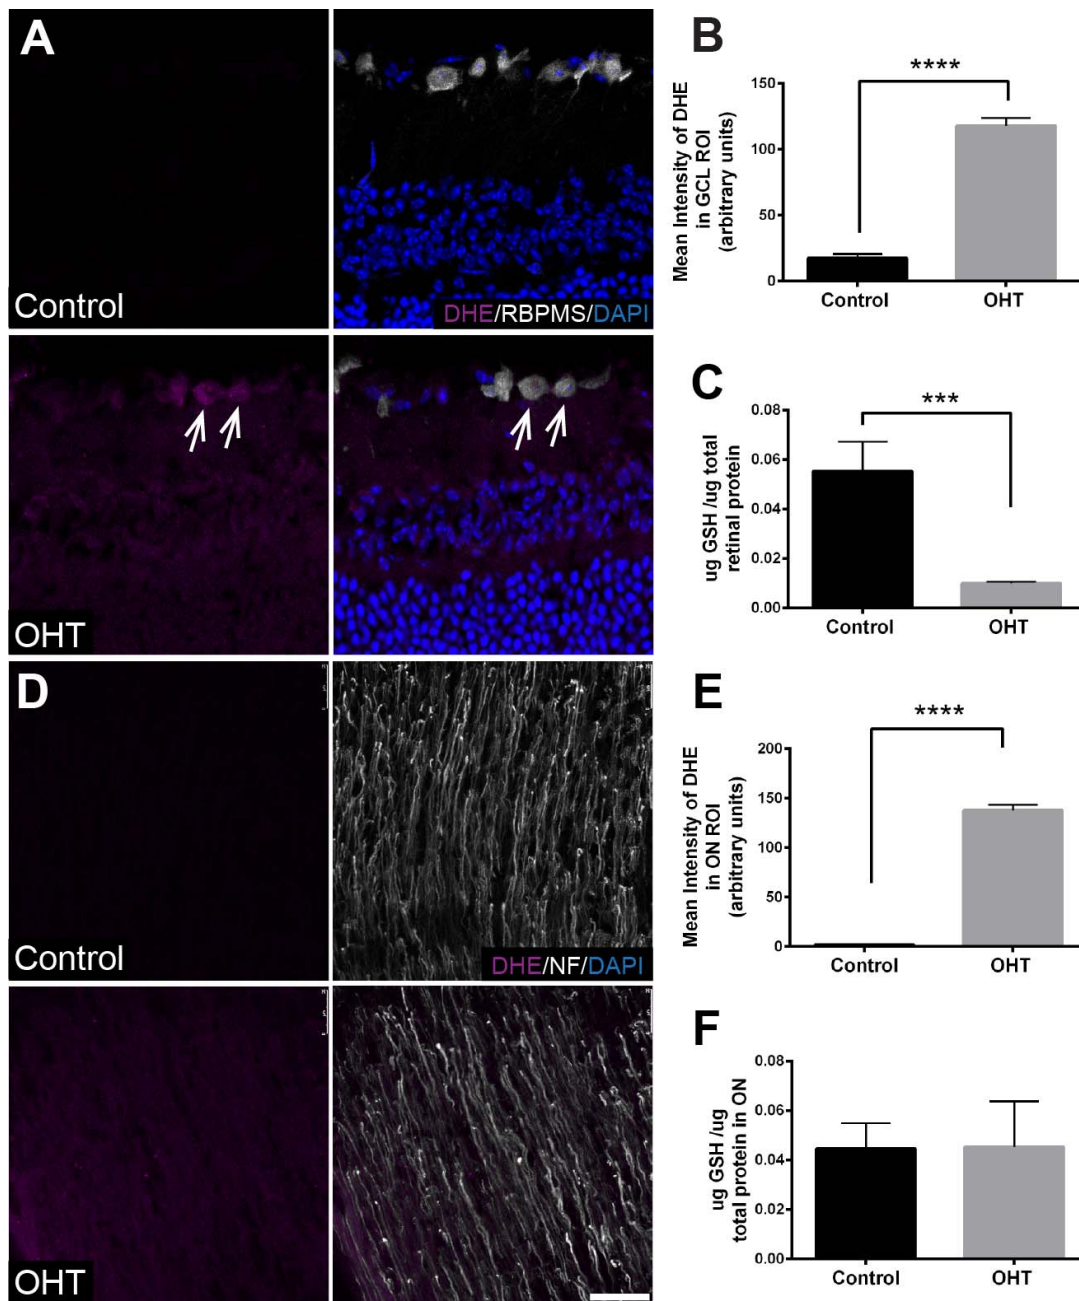 A
Control
DHE/RBPMS/DAPI
OHT
B
Mean Intensity of DHE
in GCL ROI
(arbitrary units)
150
100
50
0
****
Control
OHT
C
ug GSH /ug total
retinal protein
0.08
0.06
0.04
0.02
0.00
***
Control
OHT
D
Control
DHE/NF/DAPI
OHT
E
Mean Intensity of DHE
in ON ROI
(arbitrary units)
200
150
100
50
0
****
Control
OHT
F
ug GSH /ug
total protein in ON
0.08
0.06
0.04
0.02
0.00
Control
OHT